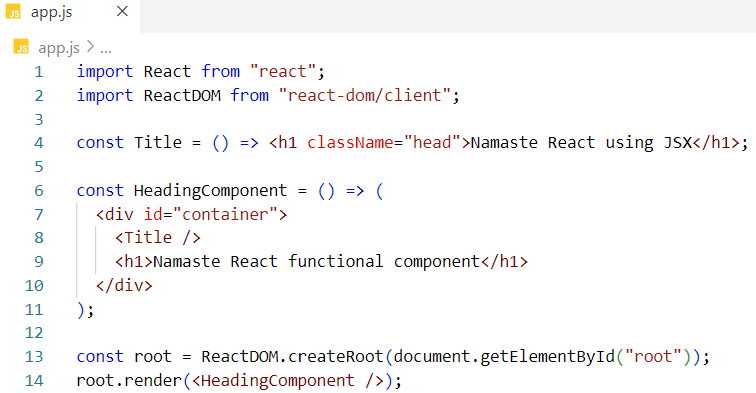 JS app.js ×
JS app.js > ...
1 import React from "react";
2 import ReactDOM from "react-dom/client";
3
4 const Title = () => <h1 className="head">Namaste React using JSX</h1>;
5
6 const HeadingComponent = () => (
7   <div id="container">
8     <Title />
9     <h1>Namaste React functional component</h1>
10   </div>
11 );
12
13 const root = ReactDOM.createRoot(document.getElementById("root"));
14 root.render(<HeadingComponent />);